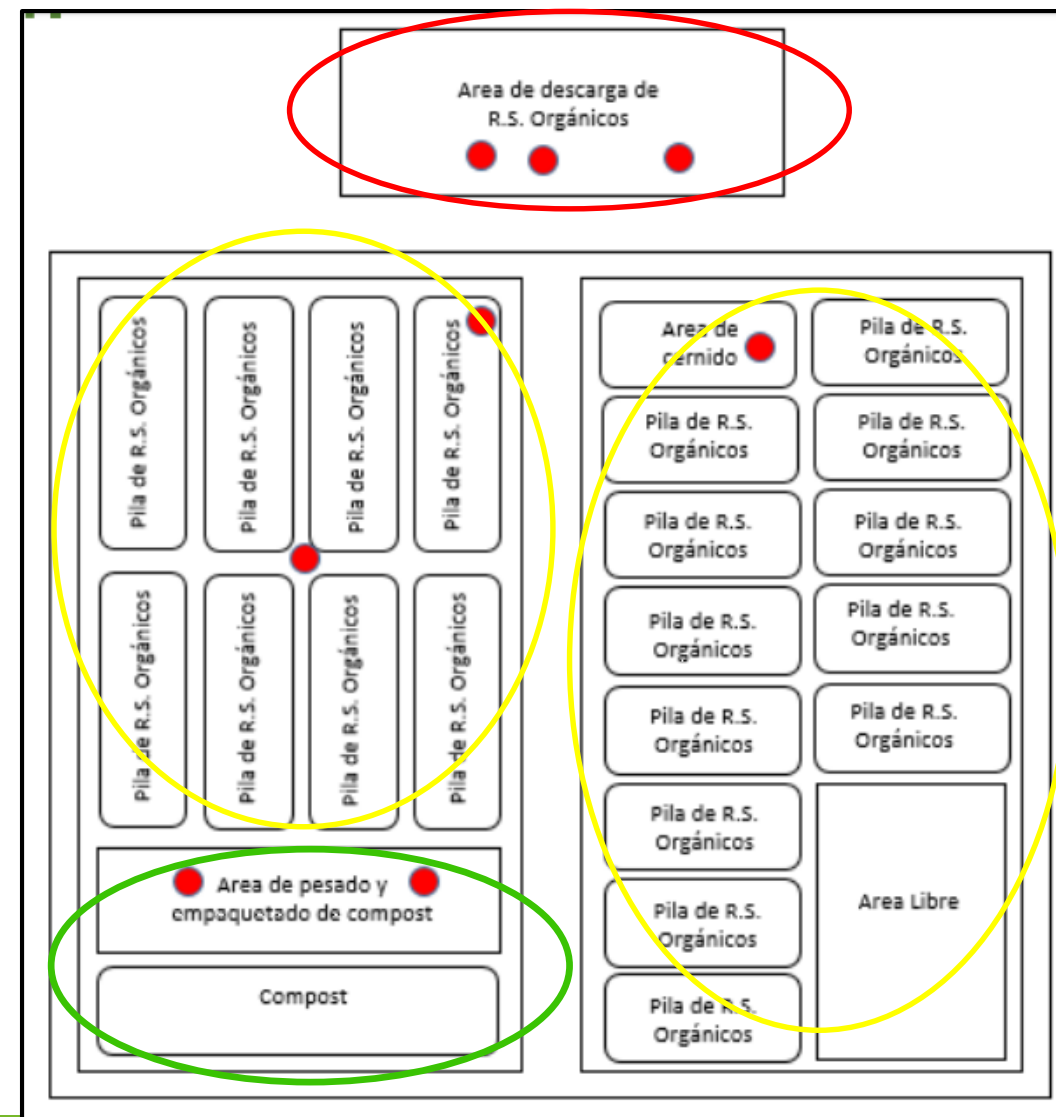 Area de descarga de
R.S. Orgánicos
Pila de R.S. Orgánicos
Pila de R.S. Orgánicos
Pila de R.S. Orgánicos
Pila de R.S. Orgánicos
Pila de R.S. Orgánicos
Pila de R.S. Orgánicos
Pila de R.S. Orgánicos
Pila de R.S. Orgánicos
Area de pesado y
empaquetado de compost
Compost
Area de
cernido
Pila de R.S.
Orgánicos
Pila de R.S.
Orgánicos
Pila de R.S.
Orgánicos
Pila de R.S.
Orgánicos
Pila de R.S.
Orgánicos
Pila de R.S.
Orgánicos
Pila de R.S.
Orgánicos
Pila de R.S.
Orgánicos
Pila de R.S.
Orgánicos
Pila de R.S.
Orgánicos
Pila de R.S.
Orgánicos
Pila de R.S.
Orgánicos
Area Libre